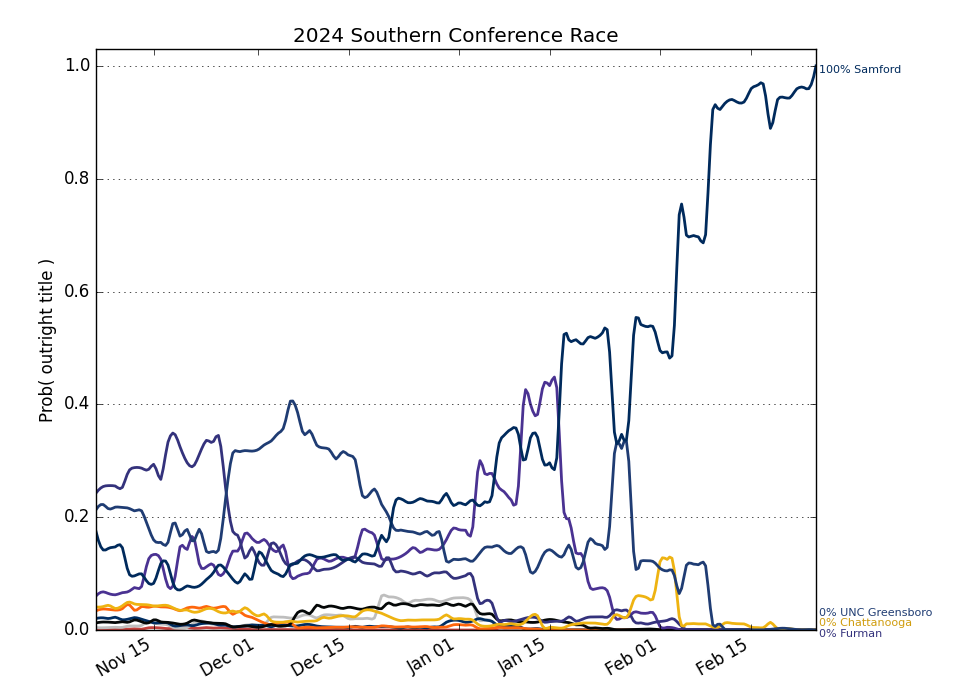 2024 Southern Conference Race
Prob( outright title )
1.0
0.8
0.6
0.4
0.2
0.0
100% Samford
0% UNC Greensboro
0% Chattanooga
0% Furman
Nov 15
Dec 01
Dec 15
Jan 01
Jan 15
Feb 01
Feb 15